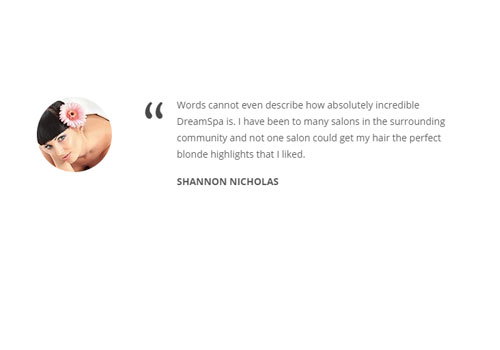 “
Words cannot even describe how absolutely incredible
DreamSpa is. I have been to many salons in the surrounding
community and not one salon could get my hair the perfect
blonde highlights that I liked.
SHANNON NICHOLAS